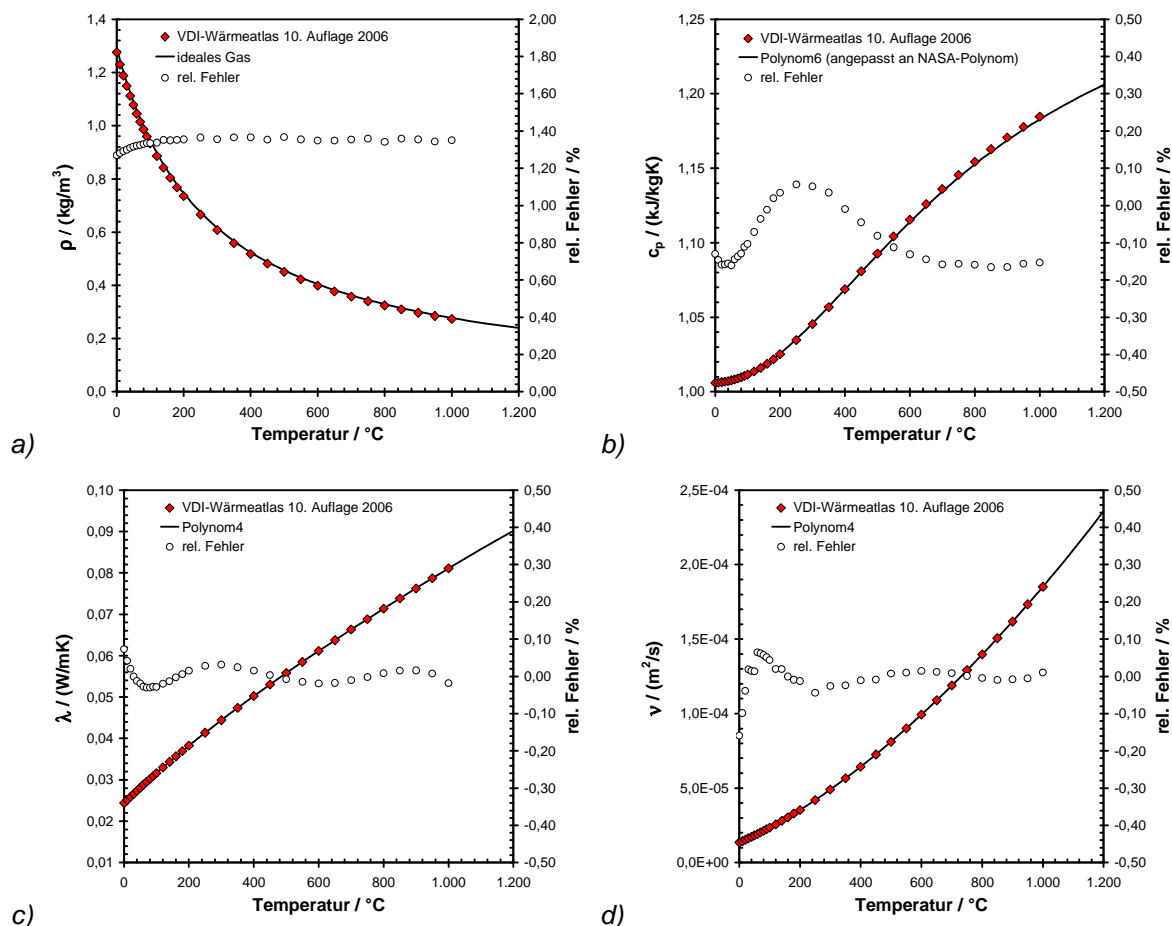 1,4
1,2
1,0
0,8
0,6
0,4
0,2
0,0
ρ / (kg/m³)
VDI-Wärmeatlas 10. Auflage 2006
ideales Gas
rel. Fehler
2,00
1,80
1,60
1,40
1,20
1,00
0,80
0,60
0,40
0,20
0,00
rel. Fehler / %
0 200 400 600 800 1.000 1.200
Temperatur / °C
a)
1,25
1,20
1,15
1,10
1,05
1,00
c_p / (kJ/kgK)
VDI-Wärmeatlas 10. Auflage 2006
Polynom6 (angepasst an NASA-Polynom)
rel. Fehler
0,50
0,40
0,30
0,20
0,10
0,00
-0,10
-0,20
-0,30
-0,40
-0,50
rel. Fehler / %
0 200 400 600 800 1.000 1.200
Temperatur / °C
b)
0,10
0,09
0,08
0,07
0,06
0,05
0,04
0,03
0,02
0,01
λ / (W/mK)
VDI-Wärmeatlas 10. Auflage 2006
Polynom4
rel. Fehler
0,50
0,40
0,30
0,20
0,10
0,00
-0,10
-0,20
-0,30
-0,40
-0,50
rel. Fehler / %
0 200 400 600 800 1.000 1.200
Temperatur / °C
c)
2,5E-04
2,0E-04
1,5E-04
1,0E-04
5,0E-05
0,0E+00
ν / (m²/s)
VDI-Wärmeatlas 10. Auflage 2006
Polynom4
rel. Fehler
0,50
0,40
0,30
0,20
0,10
0,00
-0,10
-0,20
-0,30
-0,40
-0,50
rel. Fehler / %
0 200 400 600 800 1.000 1.200
Temperatur / °C
d)